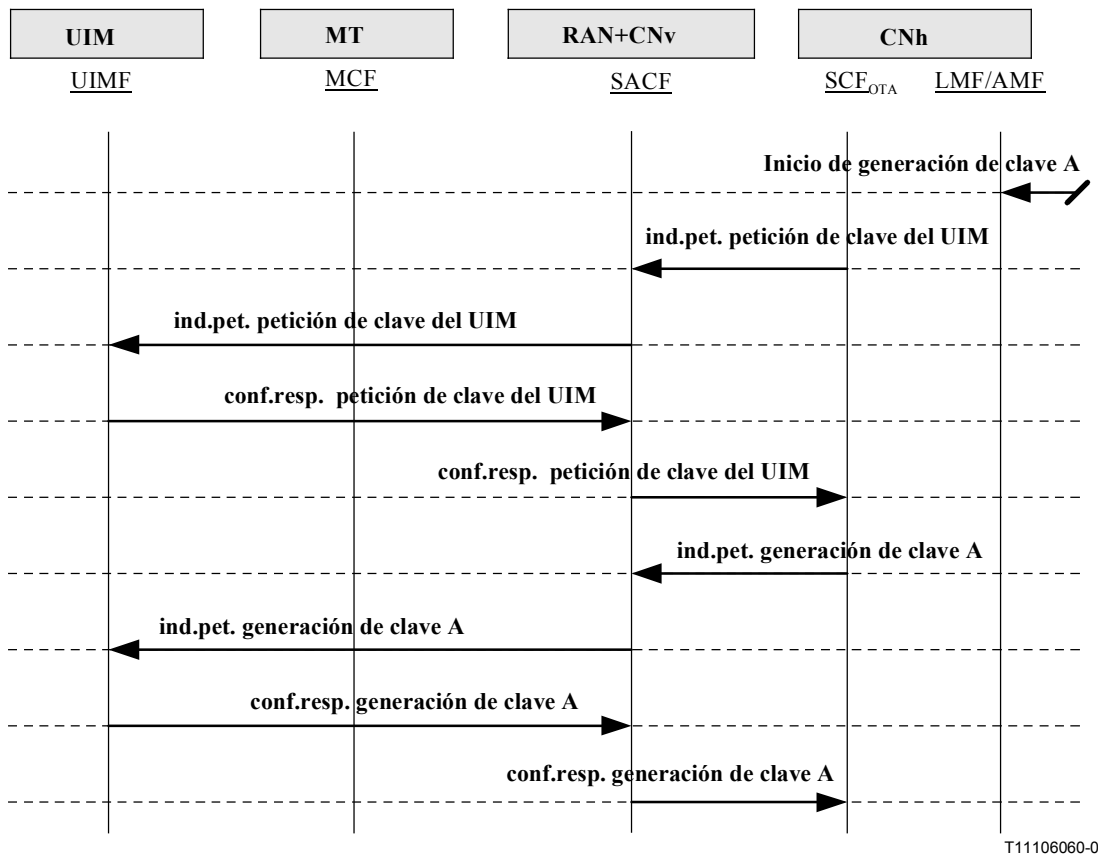 UIM MT RAN+CNv CNh
UIMF MCF SACF SCF OTA LMF/AMF
Inicio de generación de clave A
ind.pet. petición de clave del UIM
ind.pet. petición de clave del UIM
conf.resp. petición de clave del UIM
conf.resp. petición de clave del UIM
ind.pet. generación de clave A
ind.pet. generación de clave A
conf.resp. generación de clave A
conf.resp. generación de clave A
T11106060-0